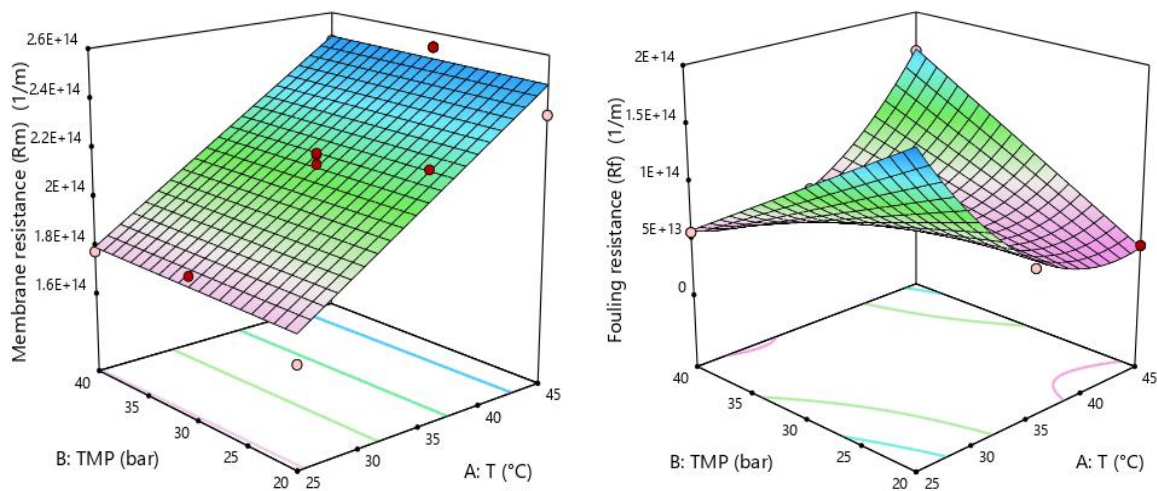 Membrane resistance (Rm) (1/m)
2.6E+14
2.4E+14
2.2E+14
2E+14
1.8E+14
1.6E+14
40
35
30
25
20
B: TMP (bar)
25
30
35
40
45
A: T (°C)
Fouling resistance (Rf) (1/m)
2E+14
1.5E+14
1E+14
5E+13
0
40
35
30
25
20
B: TMP (bar)
25
30
35
40
45
A: T (°C)